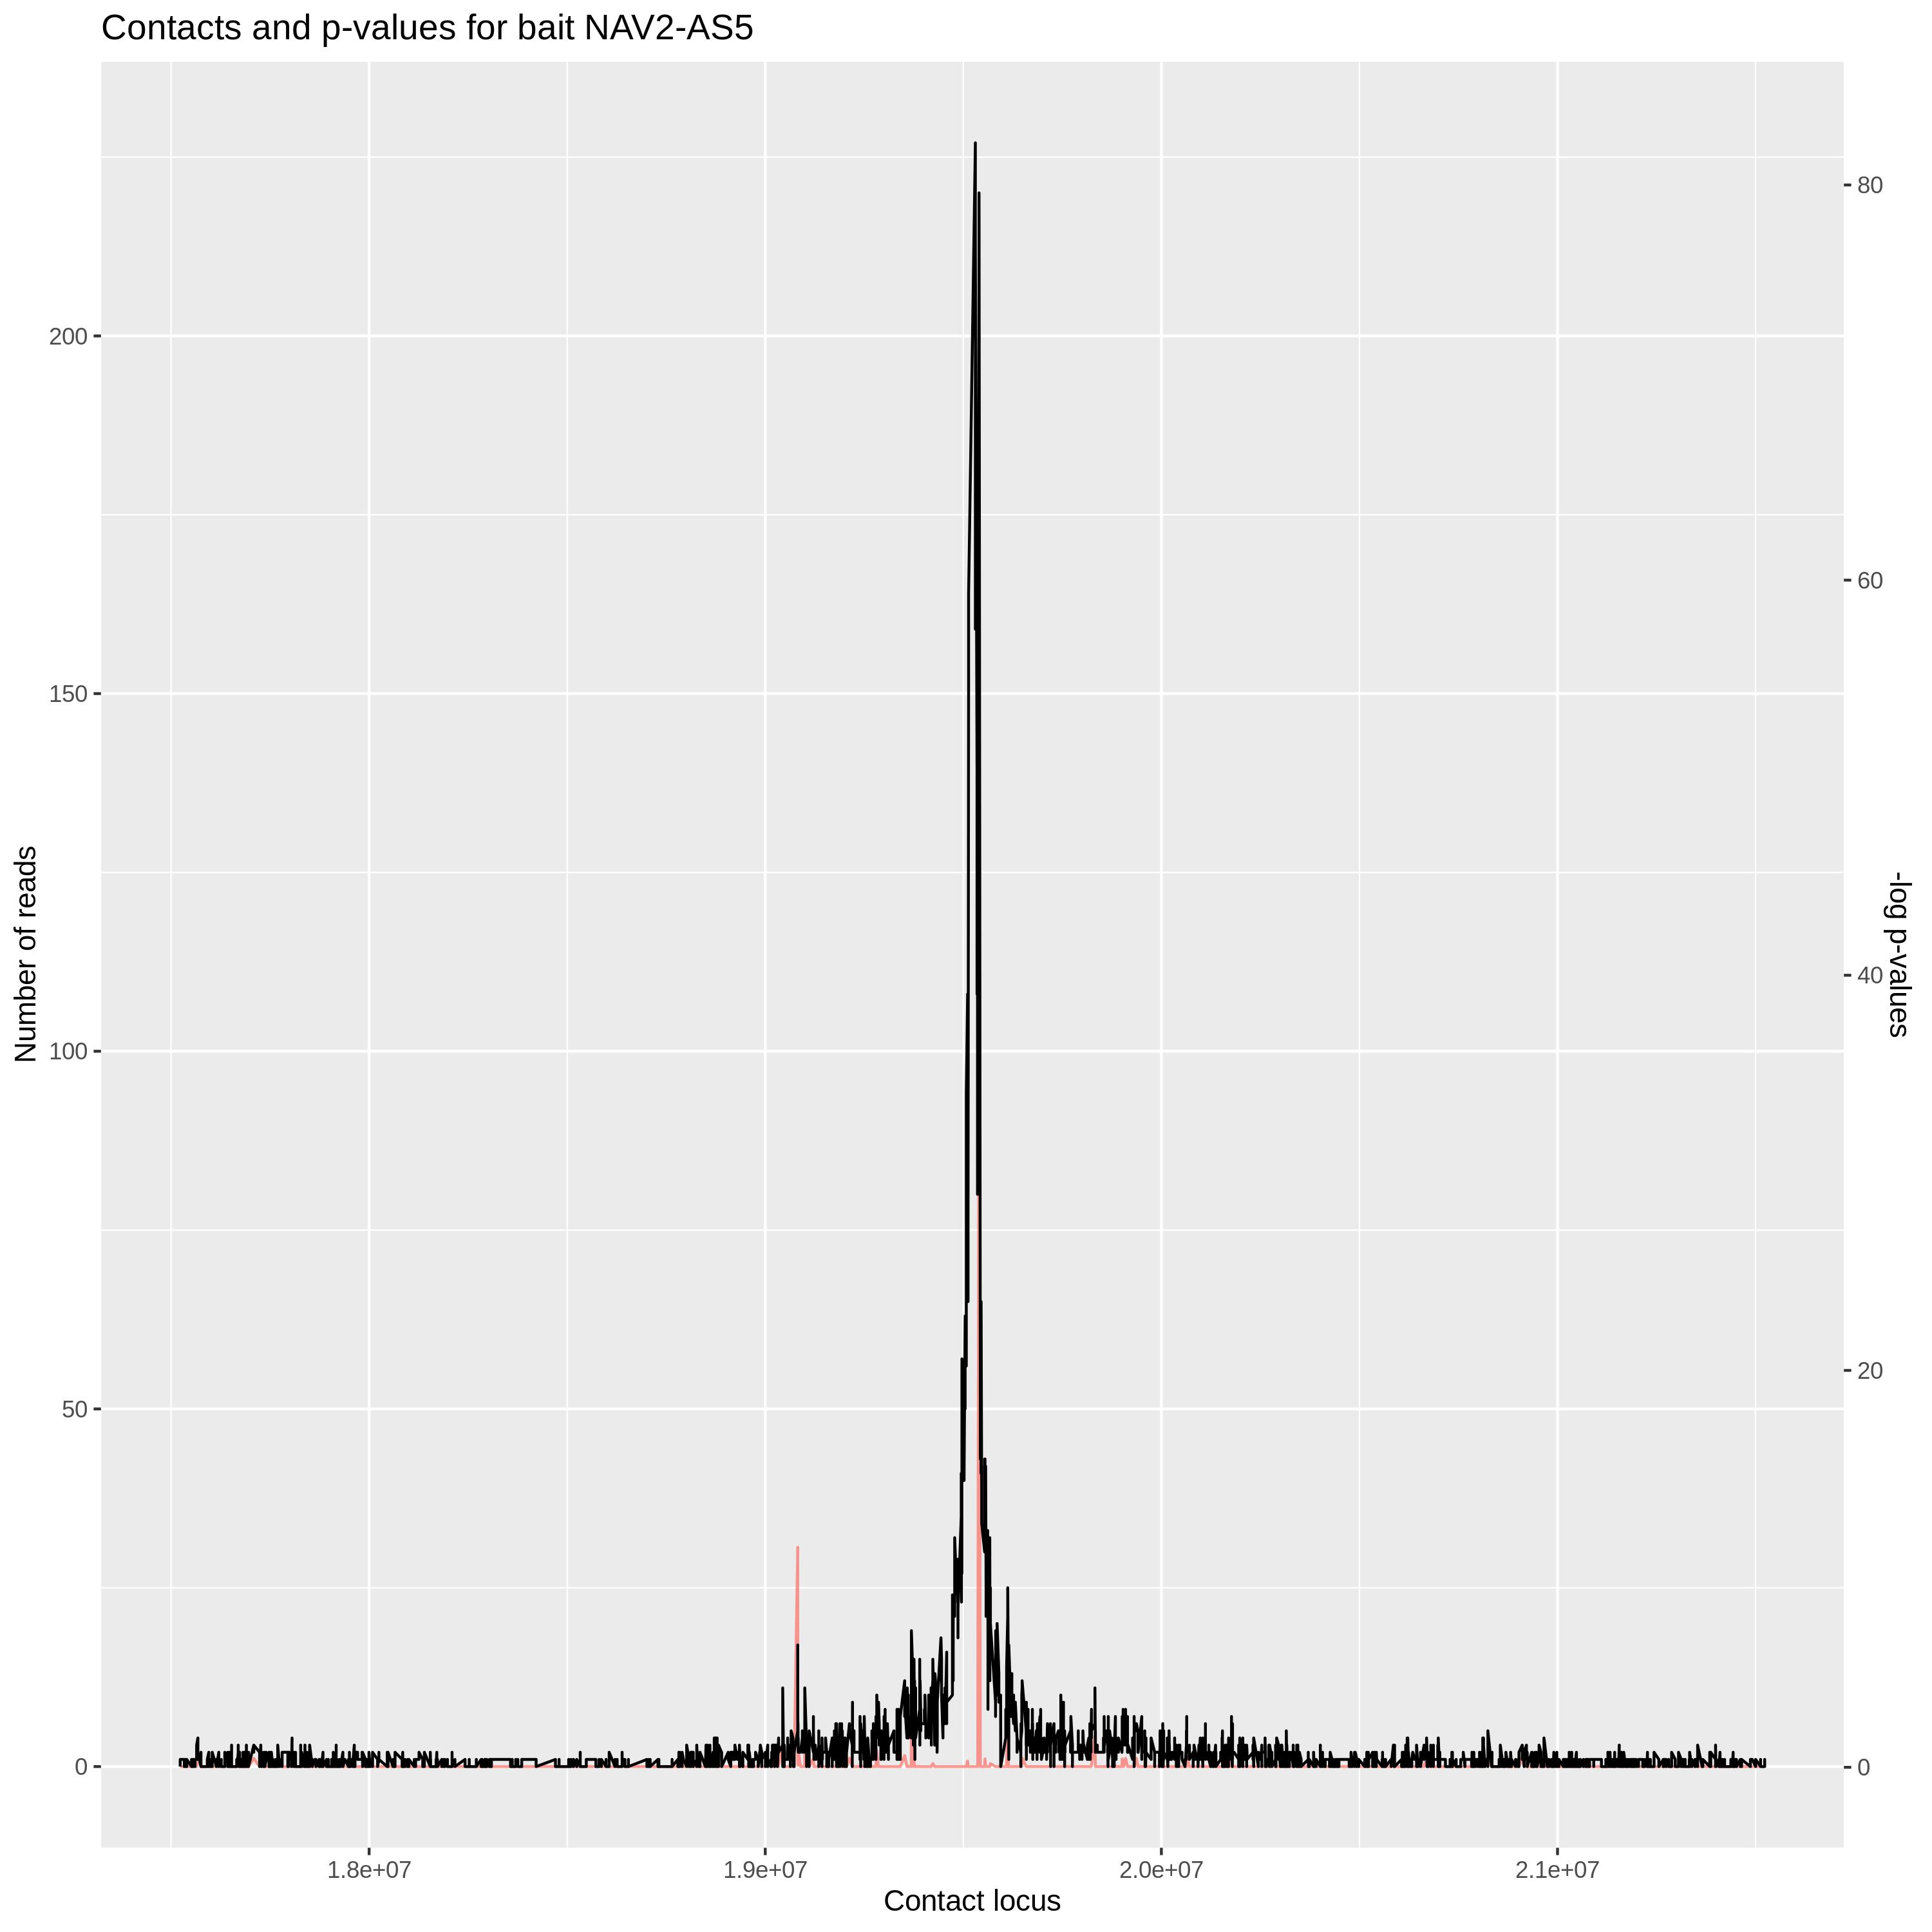 Contacts and p-values for bait NAV2-AS5
Number of reads
200
150
100
50
0
80
60
40
20
0
-log p-values
1.8e+07
1.9e+07
2.0e+07
2.1e+07
Contact locus